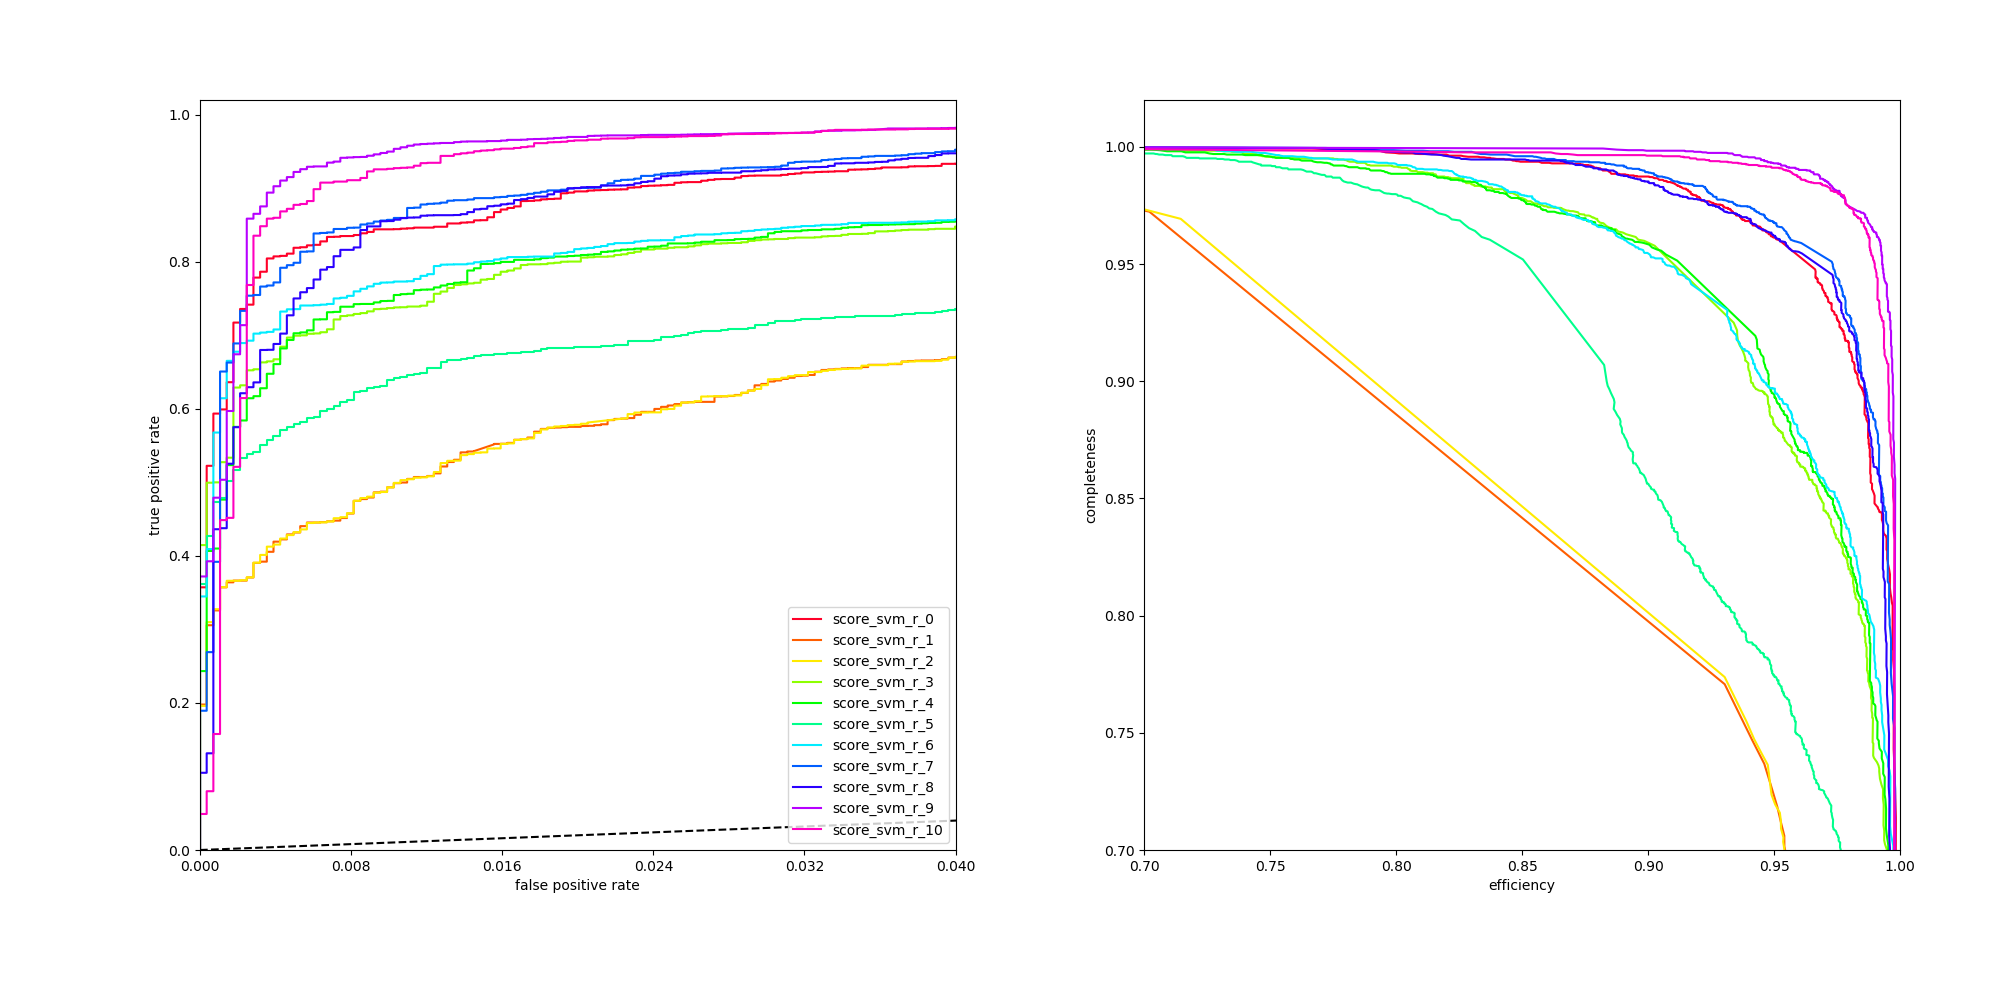 true positive rate
1.0
0.8
0.6
0.4
0.2
0.0
0.000 0.008 0.016 0.024 0.032 0.040
false positive rate
score_svm_r_0
score_svm_r_1
score_svm_r_2
score_svm_r_3
score_svm_r_4
score_svm_r_5
score_svm_r_6
score_svm_r_7
score_svm_r_8
score_svm_r_9
score_svm_r_10
completeness
1.00
0.95
0.90
0.85
0.80
0.75
0.70
0.70 0.75 0.80 0.85 0.90 0.95 1.00
efficiency